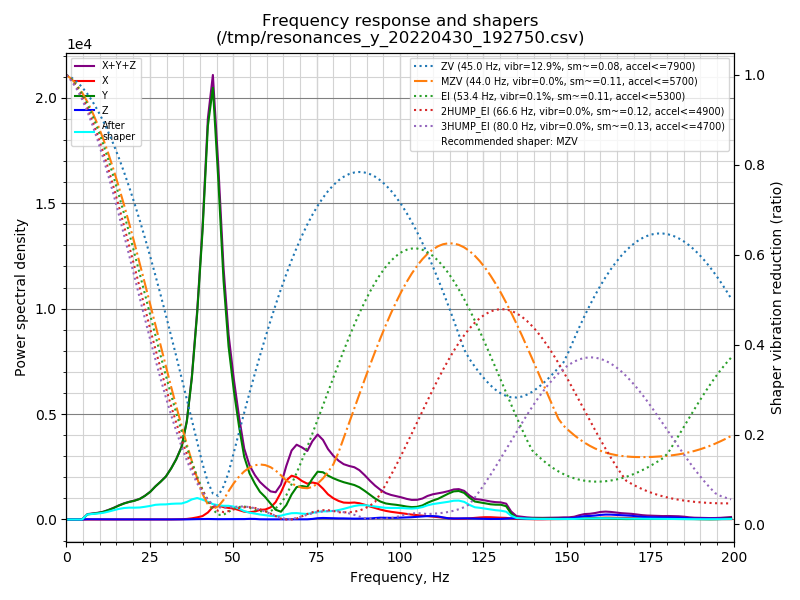 Frequency response and shapers
(/tmp/resonances_y_20220430_192750.csv)
1e4
X+Y+Z
X
Y
Z
After
shaper
ZV (45.0 Hz, vibr=12.9%, sm~=0.08, accel<=7900)
MZV (44.0 Hz, vibr=0.0%, sm~=0.11, accel<=5700)
EI (53.4 Hz, vibr=0.1%, sm~=0.11, accel<=5300)
2HUMP_EI (66.6 Hz, vibr=0.0%, sm~=0.12, accel<=4900)
3HUMP_EI (80.0 Hz, vibr=0.0%, sm~=0.13, accel<=4700)
Recommended shaper: MZV
Power spectral density
2.0
1.5
1.0
0.5
0.0
1.0
0.8
0.6
0.4
0.2
0.0
Shaper vibration reduction (ratio)
0 25 50 75 100 125 150 175 200
Frequency, Hz